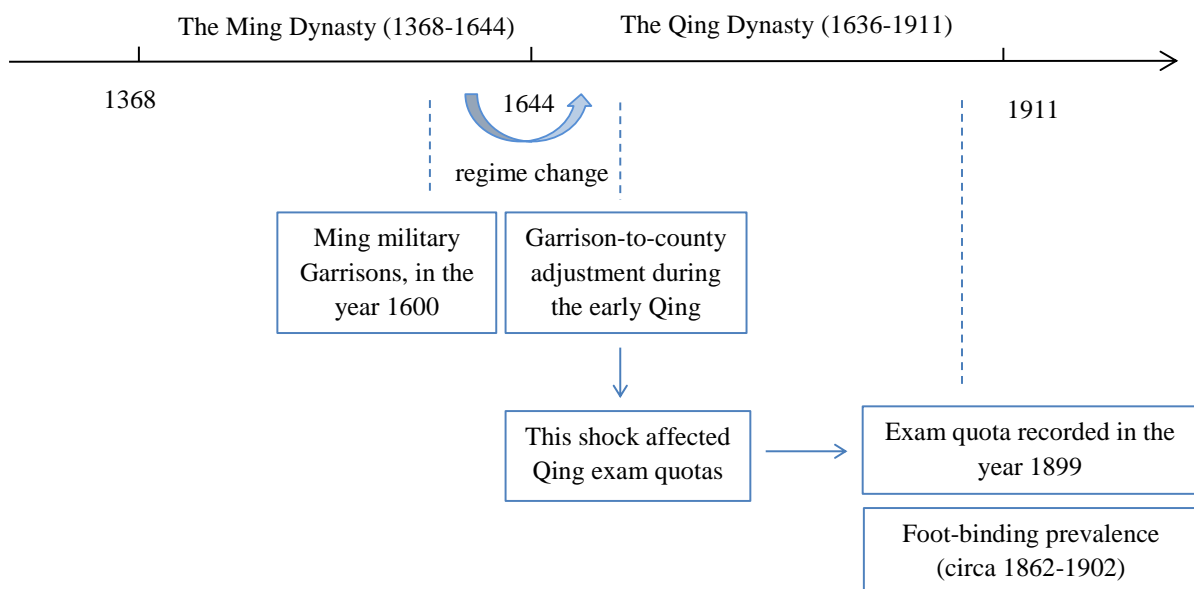 The Ming Dynasty (1368-1644)
The Qing Dynasty (1636-1911)
1368
1644
1911
regime change
Ming military
Garrisons, in the
year 1600
Garrison-to-county
adjustment during
the early Qing
This shock affected
Qing exam quotas
Exam quota recorded in the
year 1899
Foot-binding prevalence
(circa 1862-1902)